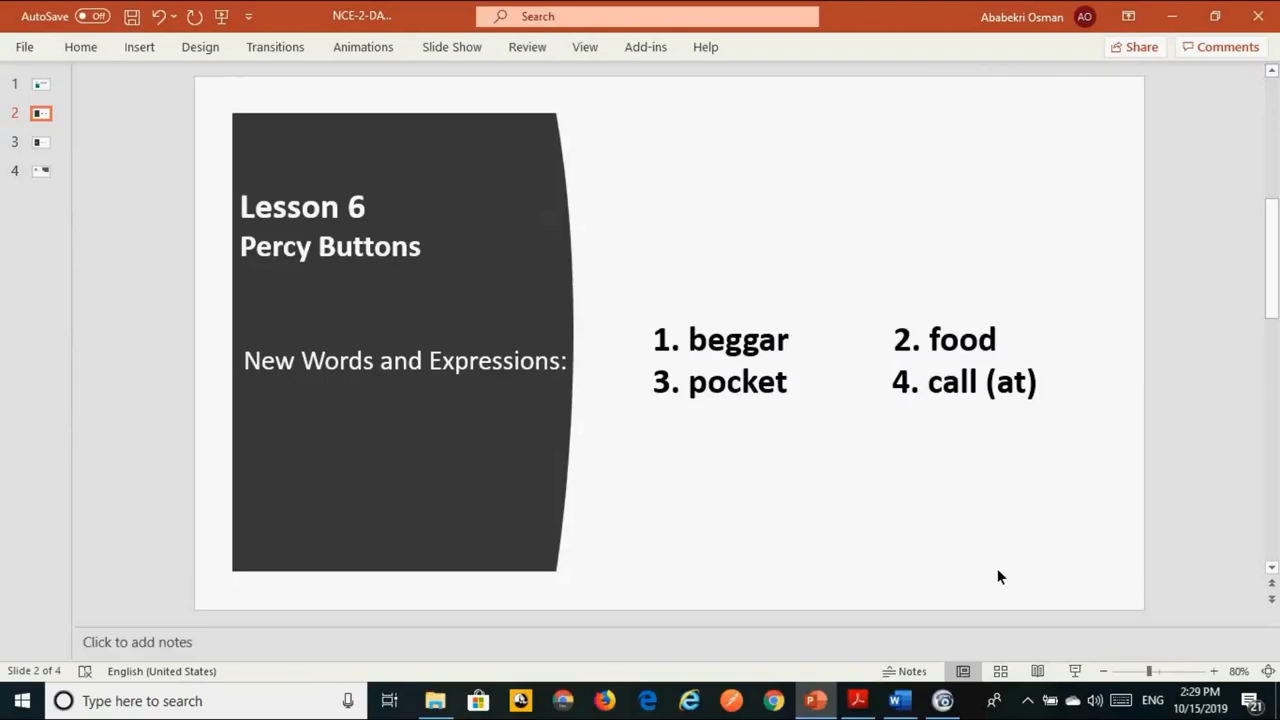 AutoSave Off NCE-2-DA... Search Ababekri Osman AO
File Home Insert Design Transitions Animations Slide Show Review View Add-ins Help Share Comments
1
2
3
4
Lesson 6
Percy Buttons
New Words and Expressions:
1. beggar 2. food
3. pocket 4. call (at)
Click to add notes
Slide 2 of 4 English (United States) Notes 80%
Type here to search ENG 2:29 PM 10/15/2019 21